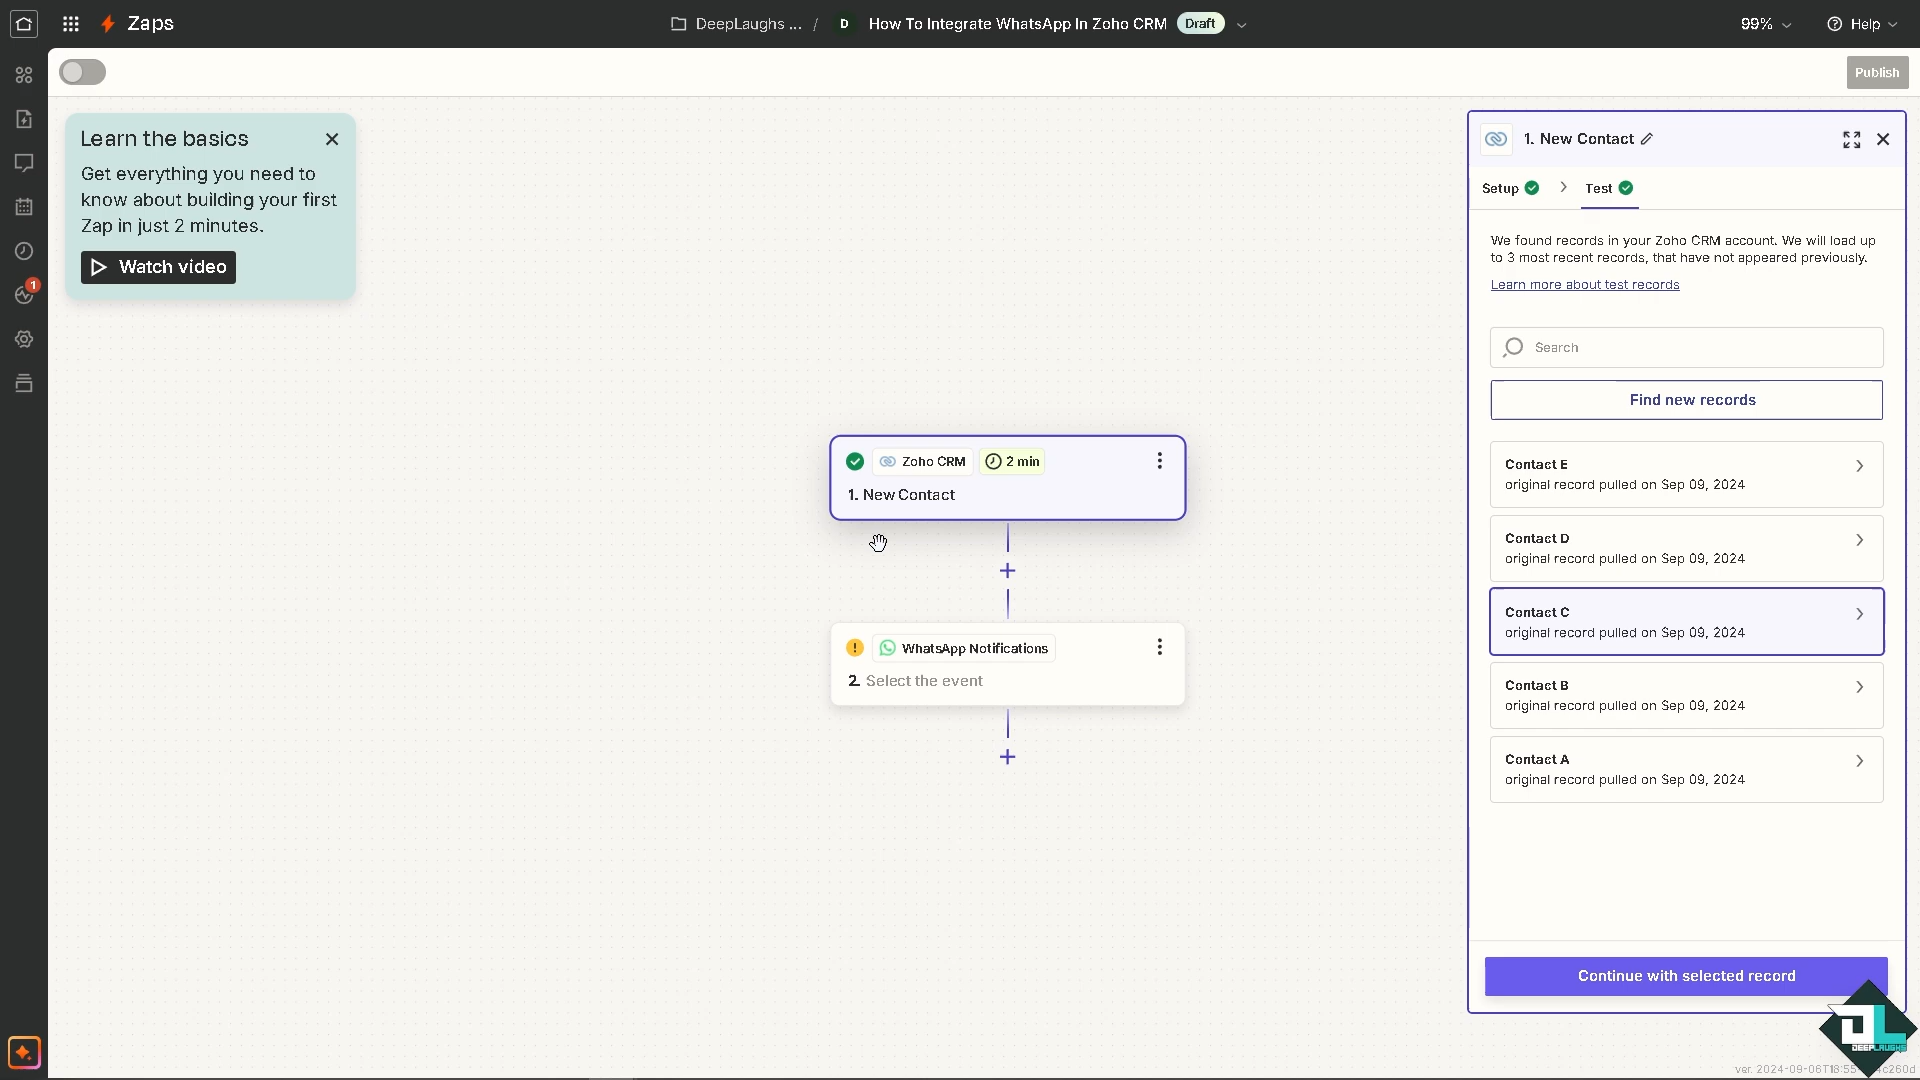 Zaps
DeepLaughs ... / D How To Integrate WhatsApp In Zoho CRM Draft
99%
Help
Publish
Learn the basics
Get everything you need to
know about building your first
Zap in just 2 minutes.
Watch video
1
Zoho CRM 2 min
1. New Contact
WhatsApp Notifications
2. Select the event
1. New Contact
Setup Test
We found records in your Zoho CRM account. We will load up
to 3 most recent records, that have not appeared previously.
Learn more about test records
Search
Find new records
Contact E
original record pulled on Sep 09, 2024
Contact D
original record pulled on Sep 09, 2024
Contact C
original record pulled on Sep 09, 2024
Contact B
original record pulled on Sep 09, 2024
Contact A
original record pulled on Sep 09, 2024
Continue with selected record
DL
DEEPLAUGHS
ver.